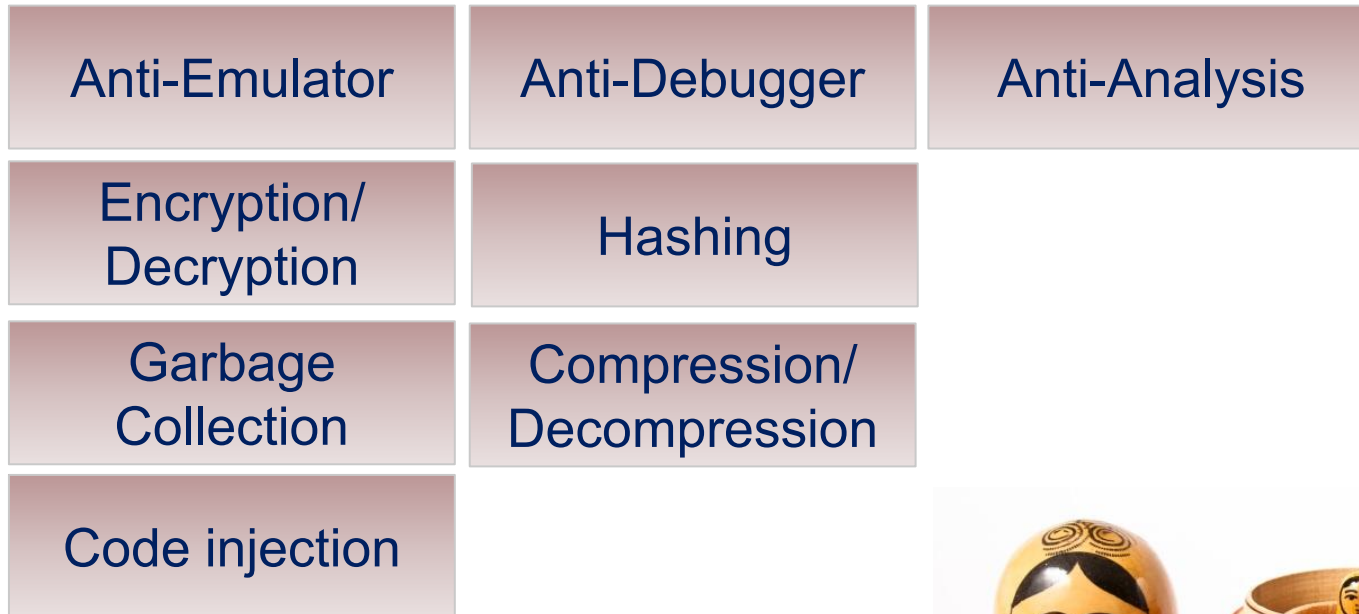 Anti-Emulator
Anti-Debugger
Anti-Analysis
Encryption/
Decryption
Hashing
Garbage
Collection
Compression/
Decompression
Code injection